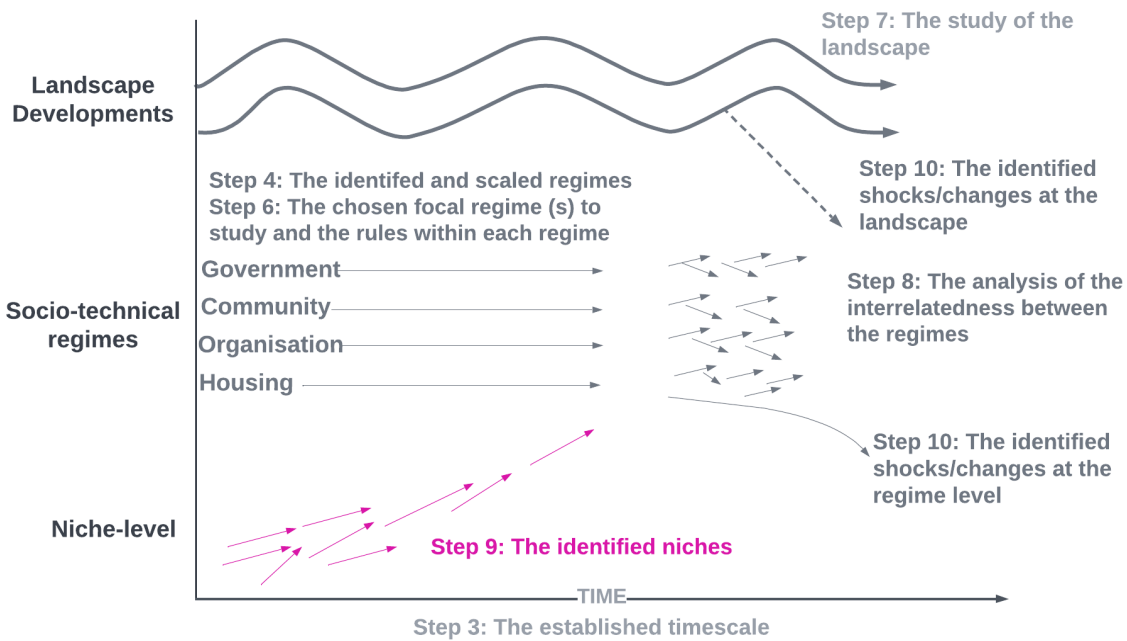 Step 7: The study of the
landscape
Landscape
Developments
Step 10: The identified
shocks/changes at the
landscape
Step 4: The identifed and scaled regimes
Step 6: The chosen focal regime (s) to
study and the rules within each regime
Government
Community
Organisation
Housing
Socio-technical
regimes
Step 8: The analysis of the
interrelatedness between
the regimes
Step 10: The identified
shocks/changes at the
regime level
Niche-level
Step 9: The identified niches
TIME
Step 3: The established timescale